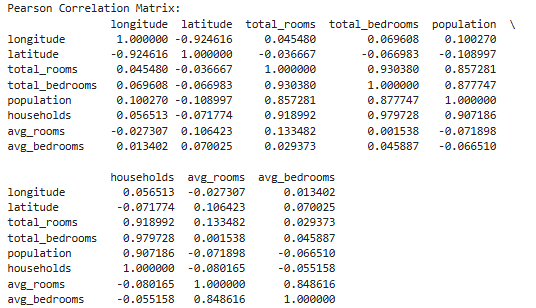 Pearson Correlation Matrix:
longitude latitude total_rooms total_bedrooms population \
longitude 1.000000 -0.924616 0.045480 0.069608 0.100270
latitude -0.924616 1.000000 -0.036667 -0.066983 -0.108997
total_rooms 0.045480 -0.036667 1.000000 0.930380 0.857281
total_bedrooms 0.069608 -0.066983 0.930380 1.000000 0.877747
population 0.100270 -0.108997 0.857281 0.877747 1.000000
households 0.056513 -0.071774 0.918992 0.979728 0.907186
avg_rooms -0.027307 0.106423 0.133482 0.001538 -0.071898
avg_bedrooms 0.013402 0.070025 0.029373 0.045887 -0.066510
households avg_rooms avg_bedrooms
longitude 0.056513 -0.027307 0.013402
latitude -0.071774 0.106423 0.070025
total_rooms 0.918992 0.133482 0.029373
total_bedrooms 0.979728 0.001538 0.045887
population 0.907186 -0.071898 -0.066510
households 1.000000 -0.080165 -0.055158
avg_rooms -0.080165 1.000000 0.848616
avg_bedrooms -0.055158 0.848616 1.000000